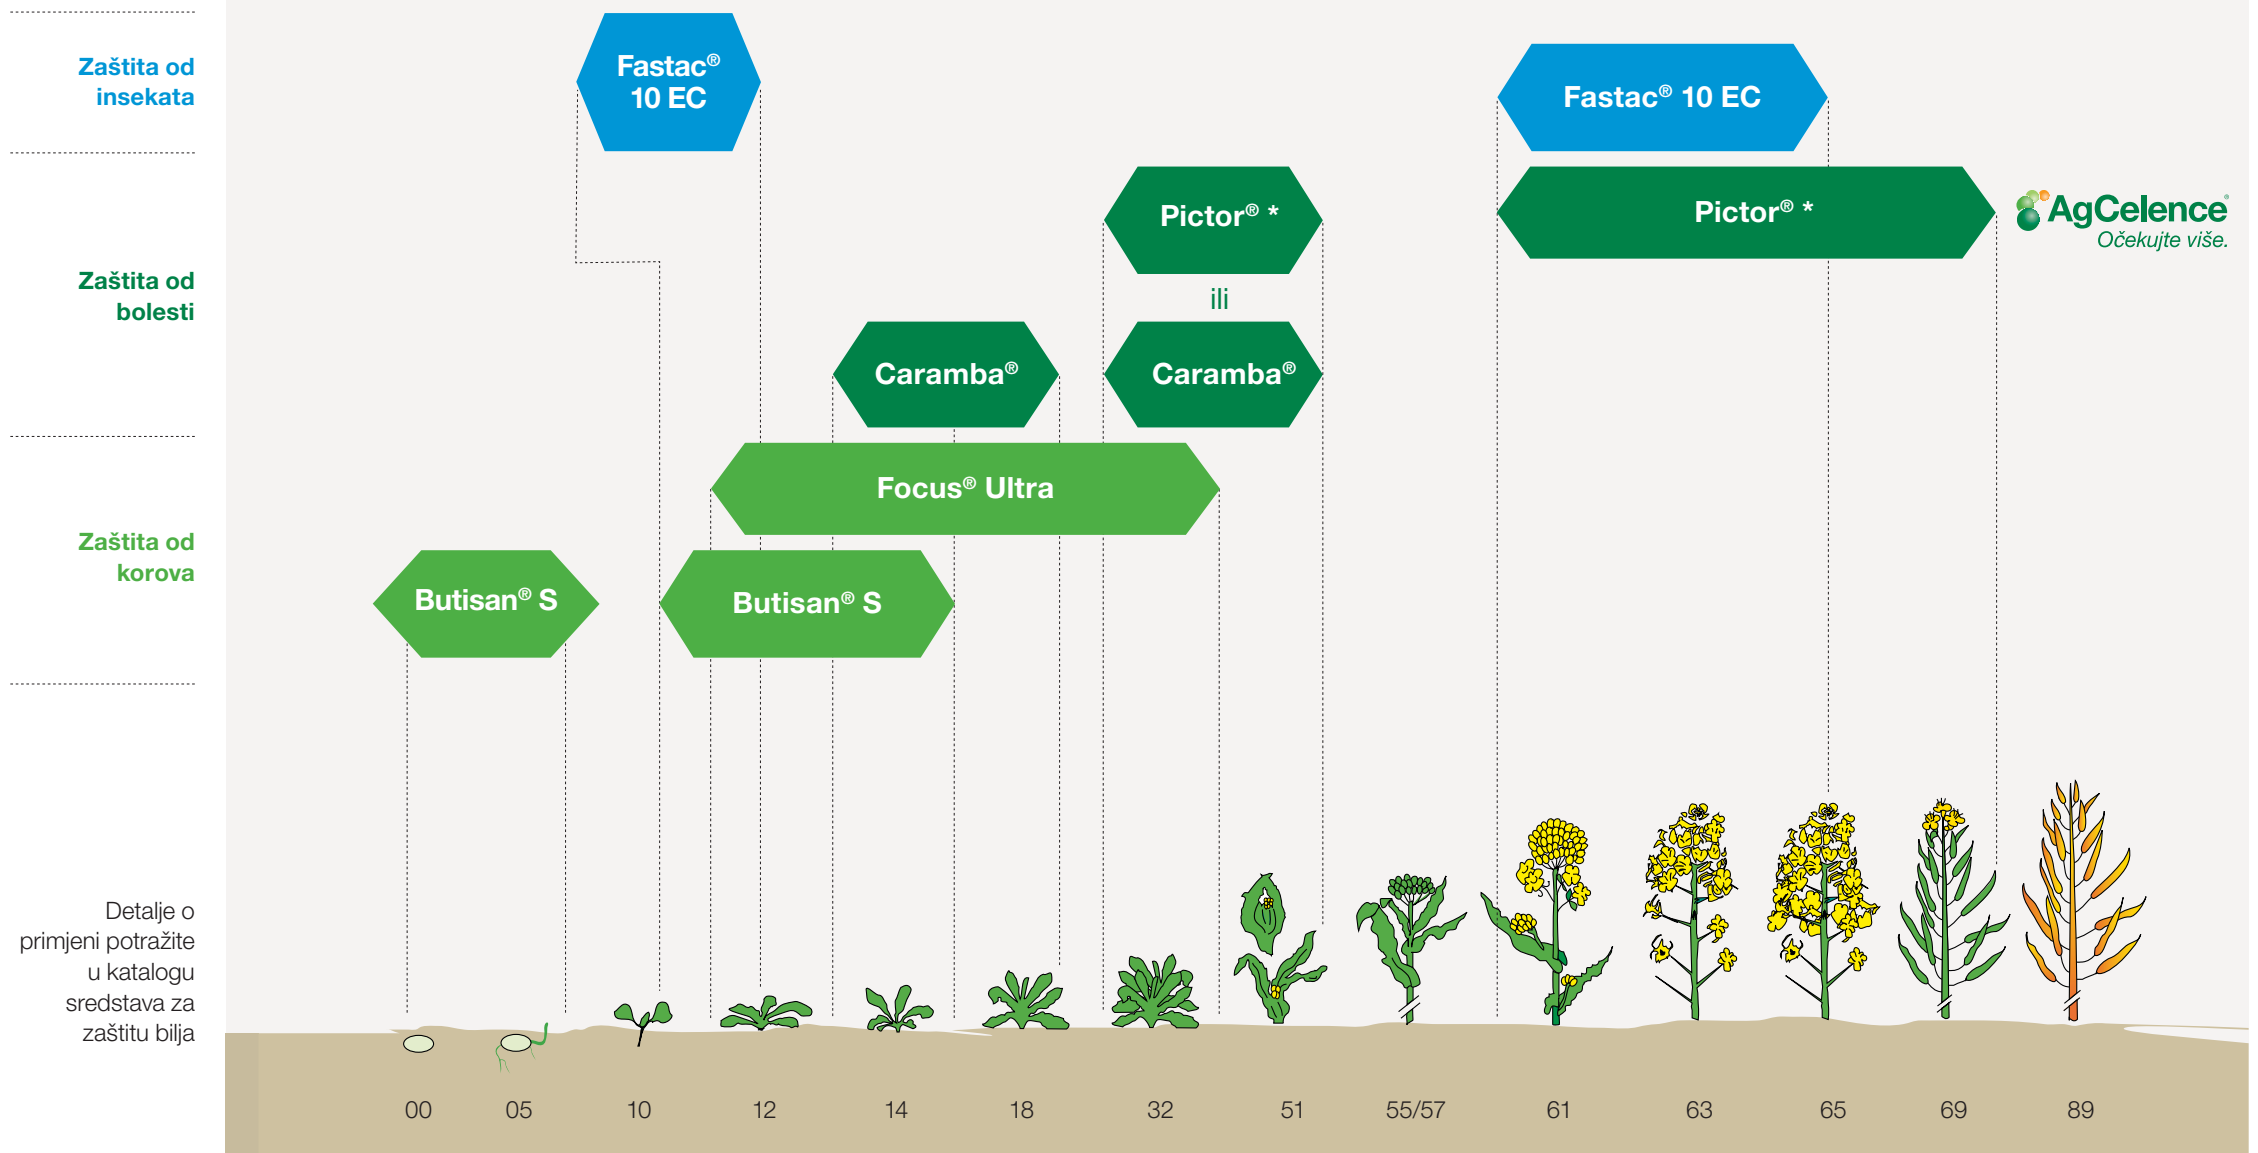 Zaštita od
insekata
Fastac®
10 EC
Fastac® 10 EC
Zaštita od
bolesti
Pictor® *
ili
Caramba®
Caramba®
Pictor® *
AgCelence®
Očekujte više.
Zaštita od
korova
Focus® Ultra
Butisan® S
Butisan® S
Detalje o
primjeni potražite
u katalogu
sredstava za
zaštitu bilja
00 05 10 12 14 18 32 51 55/57 61 63 65 69 89